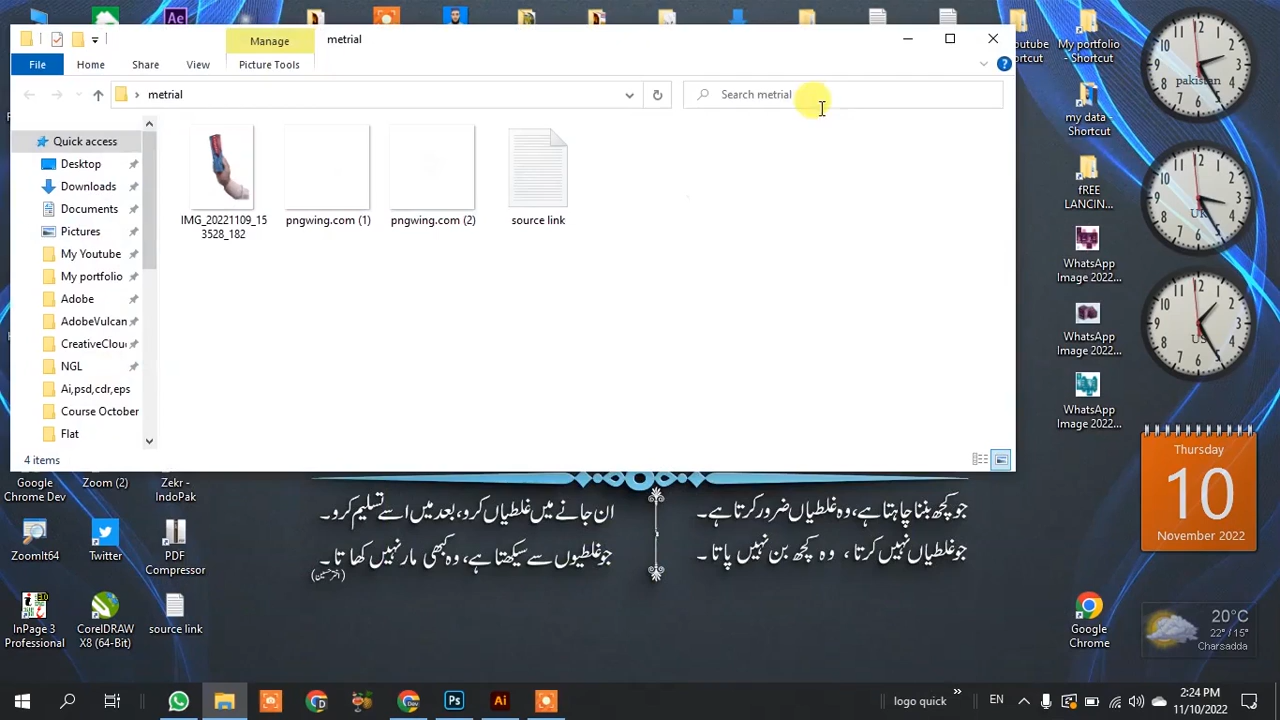 Manage
metrial
File
Home
Share
View
Picture Tools
metrial
Search metrial
Quick access
Desktop
Downloads
Documents
Pictures
My Youtube
My portfolio
Adobe
AdobeVulcan
CreativeClou
NGL
Ai,psd,cdr,eps
Course October
Flat
IMG_20221109_15
3528_182
pngwing.com (1)
pngwing.com (2)
source link
4 items
outube
Shortcut
My portfolio
- Shortcut
my data -
Shortcut
fREE
LANCIN...
WhatsApp
Image 2022...
WhatsApp
Image 2022...
WhatsApp
Image 2022...
pakistan
UK
US
Thursday
10
November 2022
Google
Dev
Zoom (2)
Zekr -
IndoPak
ZoomIt64
Twitter
PDF
Compressor
InPage 3
Professional
CorelDRAW
X8 (64-Bit)
source link
جو کچھ بننا چاہتا ہے، وہ غلطیاں ضرور کرتا ہے۔
جو غلطیاں نہیں کرتا، وہ کچھ بن نہیں پاتا۔
ان جانے میں غلطیاں کرو، بعد میں اسے تسلیم کرو۔
جو غلطیوں سے سیکھتا ہے، وہ کبھی مار نہیں کھاتا۔
Google
Chrome
20°C
22° / 15°
Charsadda
logo quick
EN
2:24 PM
11/10/2022